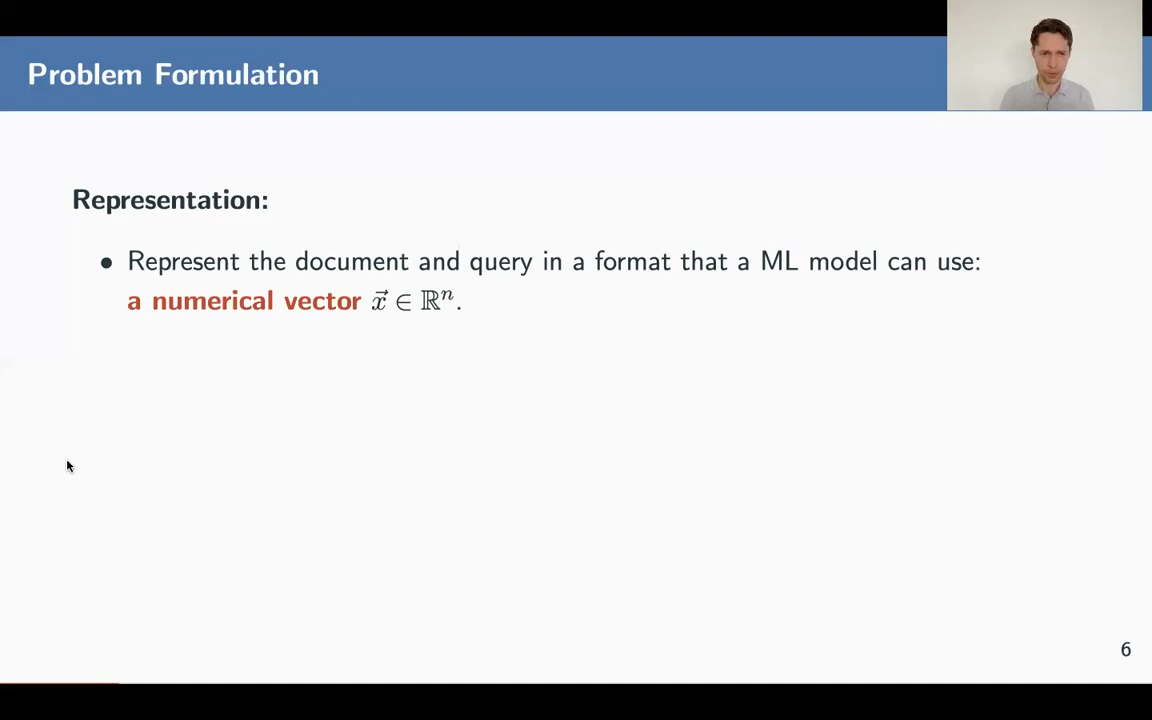 Problem Formulation
Representation:
• Represent the document and query in a format that a ML model can use:
a numerical vector x⃗ ∈ ℝⁿ.
6